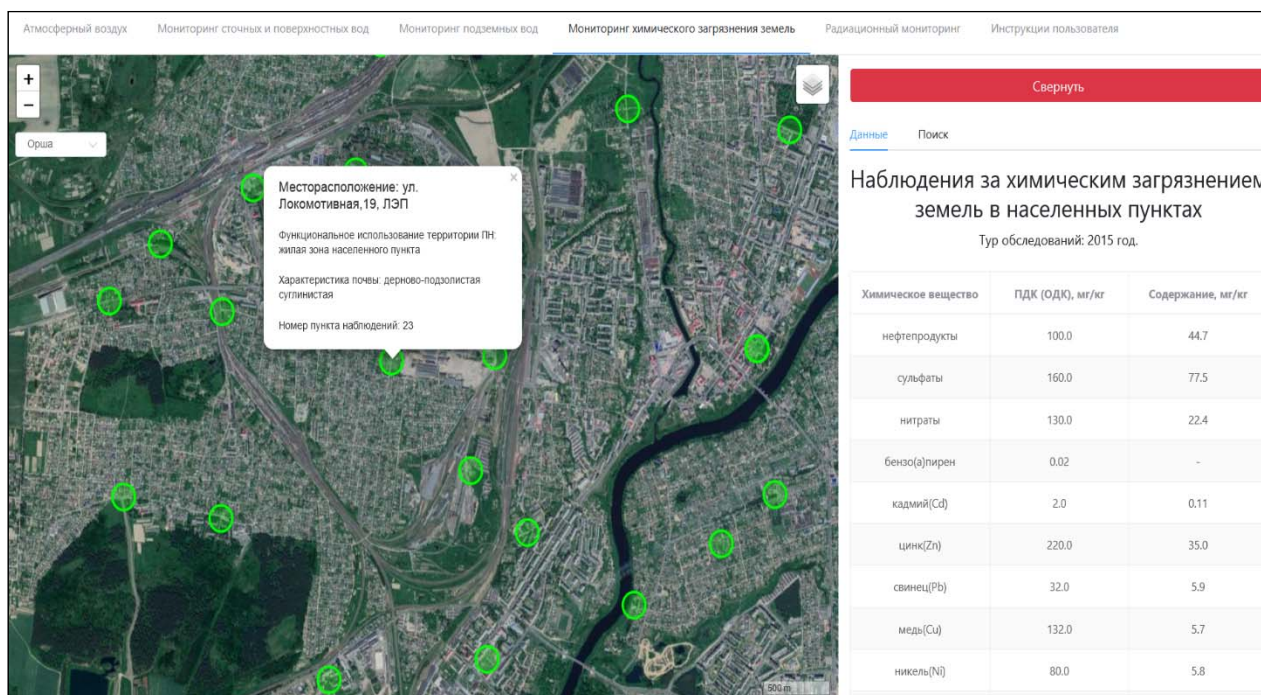 Атмосферный воздух Мониторинг сточных и поверхностных вод Мониторинг подземных вод Мониторинг химического загрязнения земель Радиационный мониторинг Инструкции пользователя
+
−
Орша
Месторасположение: ул.
Локомотивная,19, ЛЭП
×
Функциональное использование территории ПН:
жилая зона населенного пункта
Характеристика почвы: дерново-подзолистая
суглинистая
Номер пункта наблюдений: 23
500 m
Свернуть
Данные Поиск
Наблюдения за химическим загрязнением
земель в населенных пунктах
Тур обследований: 2015 год.
Химическое вещество ПДК (ОДК), мг/кг Содержание, мг/кг
нефтепродукты 100.0 44.7
сульфаты 160.0 77.5
нитраты 130.0 22.4
бензо(а)пирен 0.02 -
кадмий(Cd) 2.0 0.11
цинк(Zn) 220.0 35.0
свинец(Pb) 32.0 5.9
медь(Cu) 132.0 5.7
никель(Ni) 80.0 5.8